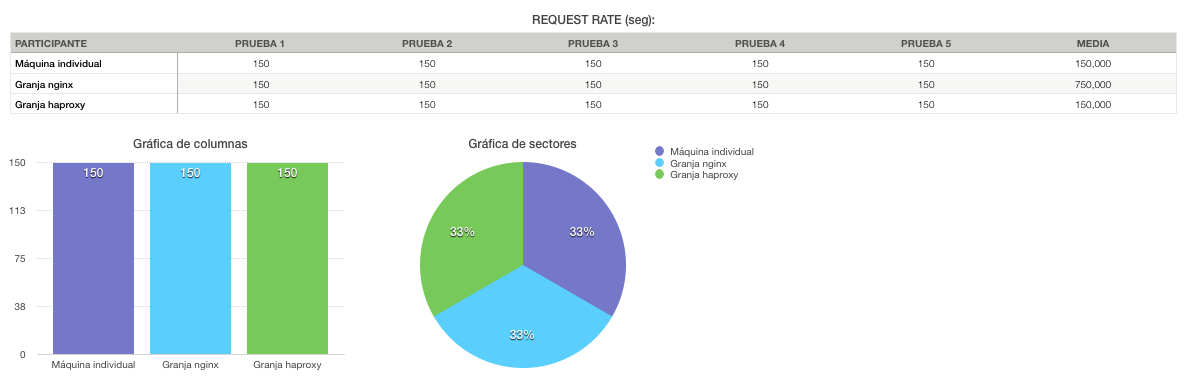 REQUEST RATE (seg):
PARTICIPANTE PRUEBA 1 PRUEBA 2 PRUEBA 3 PRUEBA 4 PRUEBA 5 MEDIA
Máquina individual 150 150 150 150 150 150,000
Granja nginx 150 150 150 150 150 750,000
Granja haproxy 150 150 150 150 150 150,000
Gráfica de columnas
150
113
75
38
0
150 150 150
Máquina individual Granja nginx Granja haproxy
Gráfica de sectores
33% 33%
33%
Máquina individual
Granja nginx
Granja haproxy